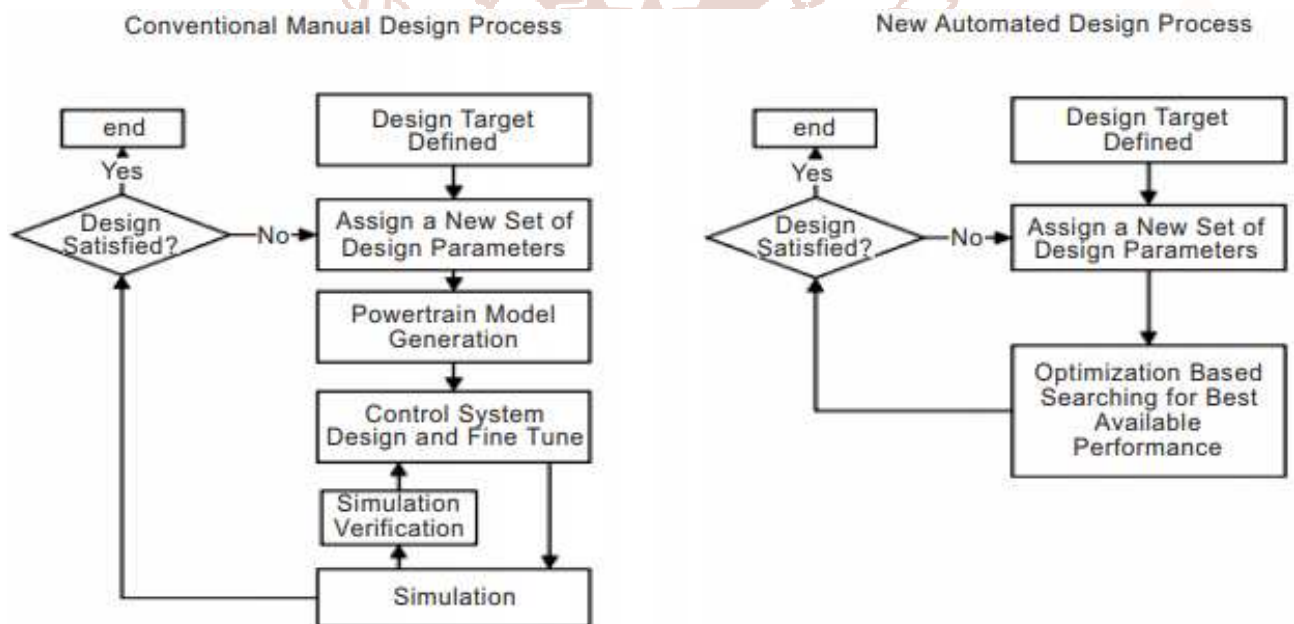 Conventional Manual Design Process
New Automated Design Process
end
Yes
Design
Satisfied?
No
Design Target
Defined
Assign a New Set of
Design Parameters
Powertrain Model
Generation
Control System
Design and Fine Tune
Simulation
Verification
Simulation
end
Yes
Design
Satisfied?
No
Design Target
Defined
Assign a New Set of
Design Parameters
Optimization Based
Searching for Best
Available
Performance